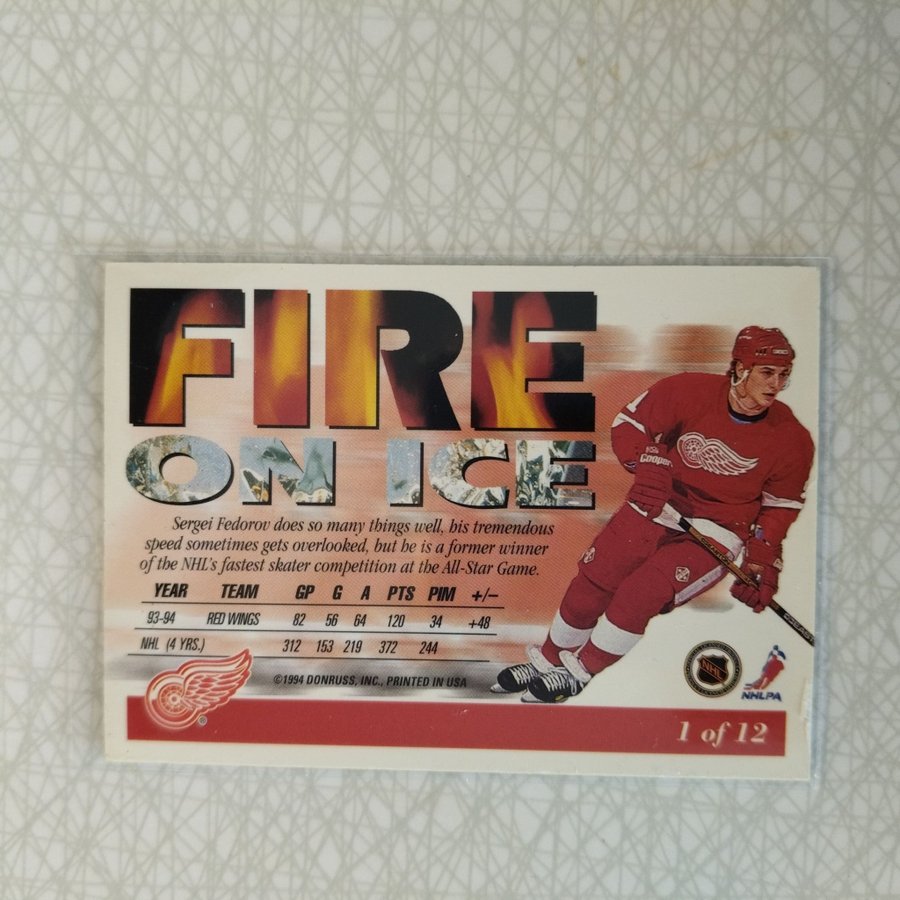 FIRE
ON ICE
Sergei Fedorov does so many things well, his tremendous
speed sometimes gets overlooked, but he is a former winner
of the NHL's fastest skater competition at the All-Star Game.
YEAR TEAM GP G A PTS PIM +/–
93-94 RED WINGS 82 56 64 120 34 +48
NHL (4 YRS.) 312 153 219 372 244
©1994 DONRUSS, INC., PRINTED IN USA
®
Cooper
NHL
NHLPA
1 of 12